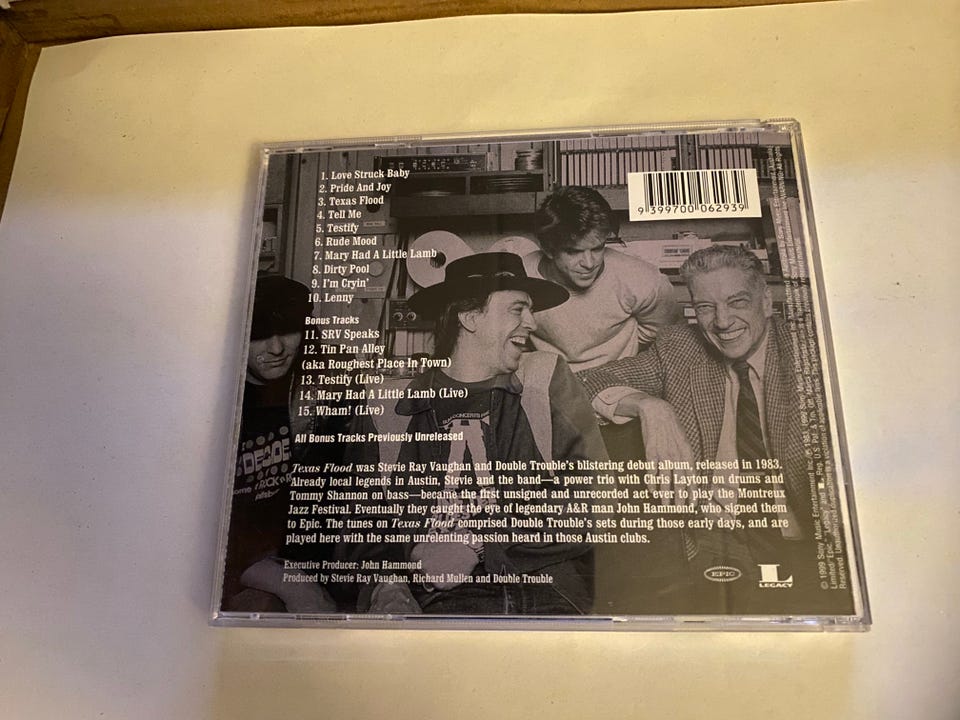 1. Love Struck Baby
2. Pride And Joy
3. Texas Flood
4. Tell Me
5. Testify
6. Rude Mood
7. Mary Had A Little Lamb
8. Dirty Pool
9. I'm Cryin'
10. Lenny
Bonus Tracks
11. SRV Speaks
12. Tin Pan Alley
(aka Roughest Place In Town)
13. Testify (Live)
14. Mary Had A Little Lamb (Live)
15. Wham! (Live)
All Bonus Tracks Previously Unreleased
9 399700 062939
DECADE
Texas Flood was Stevie Ray Vaughan and Double Trouble's blistering debut album, released in 1983.
Already local legends in Austin, Stevie and the band—a power trio with Chris Layton on drums and
Tommy Shannon on bass—became the first unsigned and unrecorded act ever to play the Montreux
Jazz Festival. Eventually they caught the eye of legendary A&R man John Hammond, who signed them
to Epic. The tunes on Texas Flood comprised Double Trouble's sets during those early days, and are
played here with the same unrelenting passion heard in those Austin clubs.
Executive Producer: John Hammond
Produced by Stevie Ray Vaughan, Richard Mullen and Double Trouble
EPIC
L
LEGACY
© 1999 Sony Music Entertainment Inc.